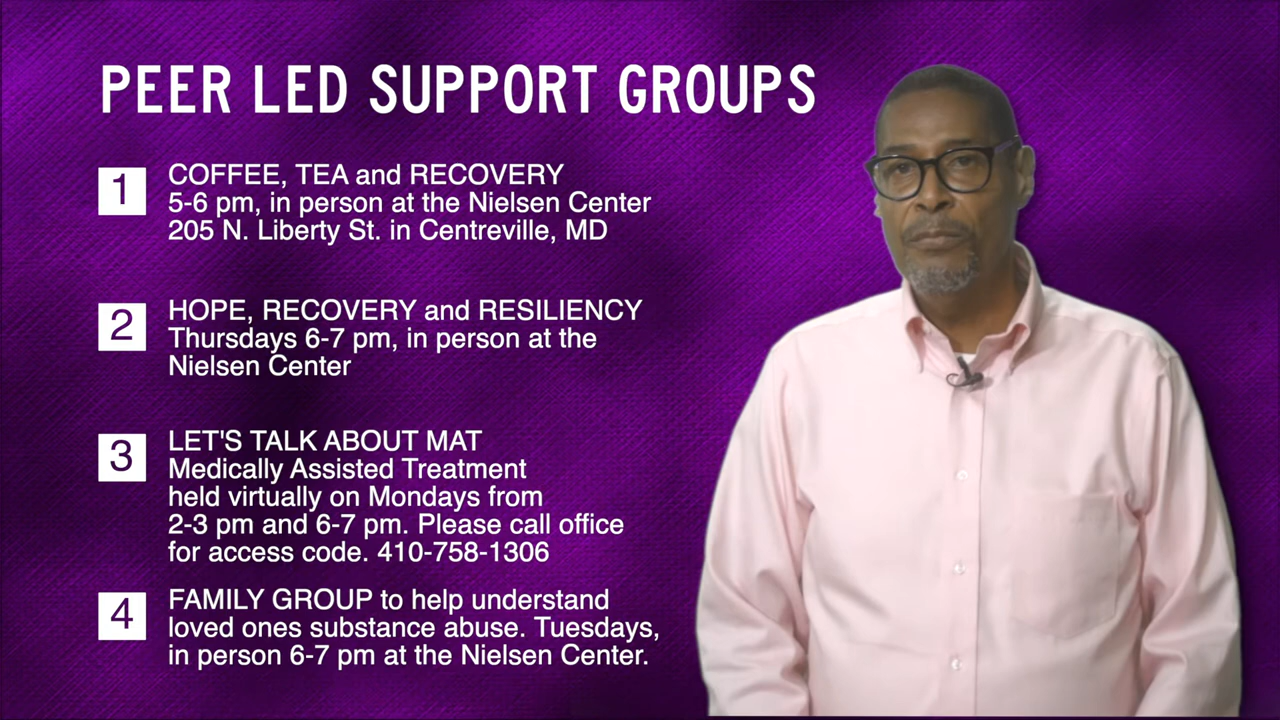 PEER LED SUPPORT GROUPS
1
COFFEE, TEA and RECOVERY
5-6 pm, in person at the Nielsen Center
205 N. Liberty St. in Centreville, MD
2
HOPE, RECOVERY and RESILIENCY
Thursdays 6-7 pm, in person at the
Nielsen Center
3
LET'S TALK ABOUT MAT
Medically Assisted Treatment
held virtually on Mondays from
2-3 pm and 6-7 pm. Please call office
for access code. 410-758-1306
4
FAMILY GROUP to help understand
loved ones substance abuse. Tuesdays,
in person 6-7 pm at the Nielsen Center.